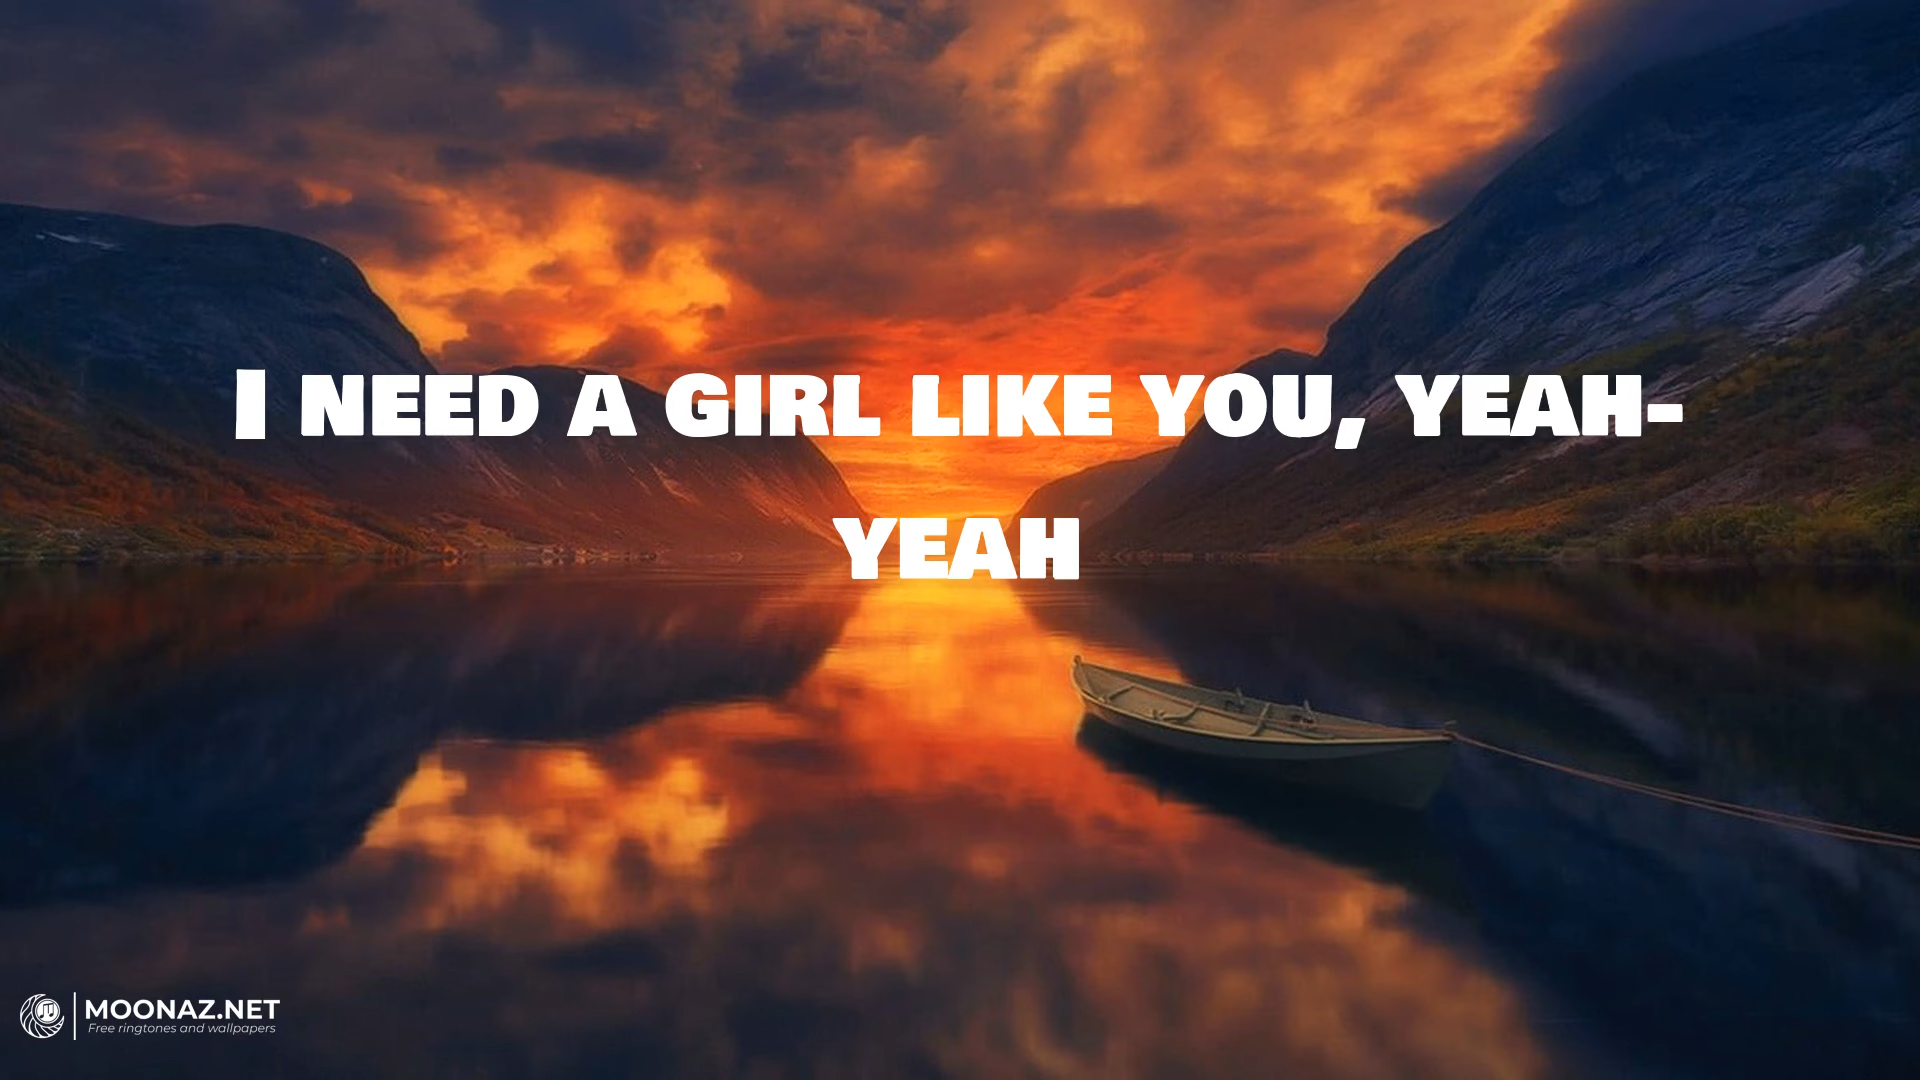 I NEED A GIRL LIKE YOU, YEAH-
YEAH
MOONAZ.NET
Free ringtones and wallpapers